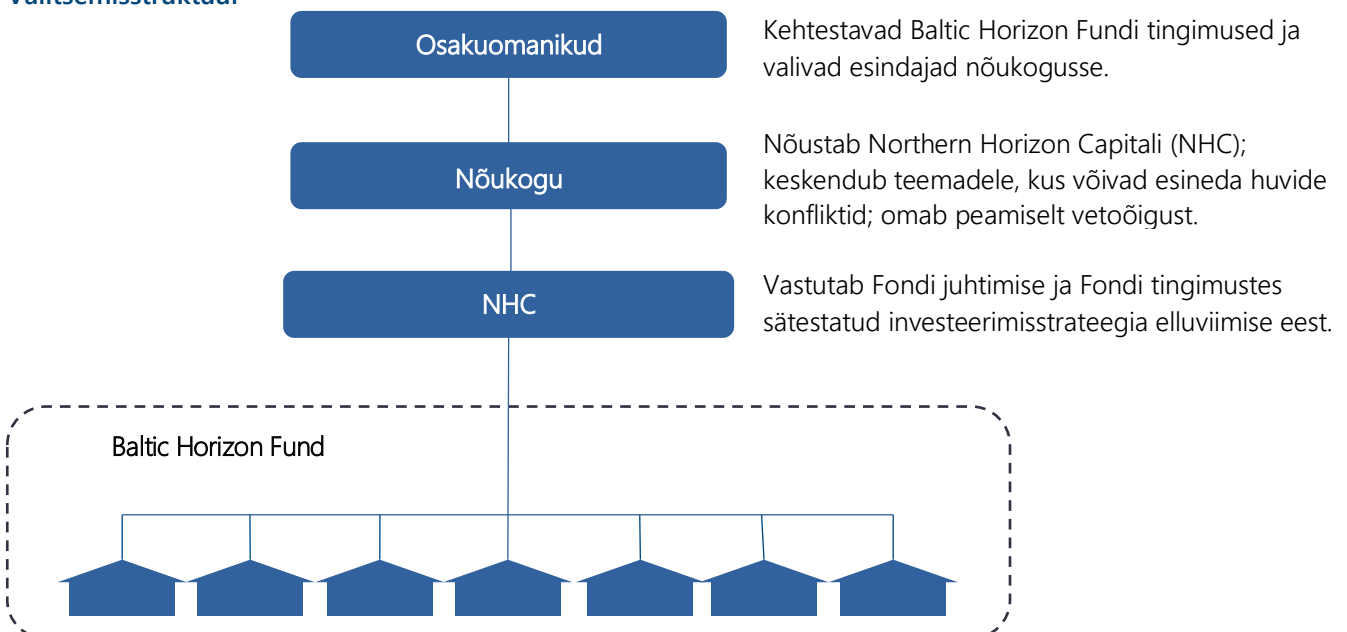 Valitsemisstruktuur
Osakuomanikud
Kehtestavad Baltic Horizon Fundi tingimused ja
valivad esindajad nõukogusse.
Nõukogu
Nõustab Northern Horizon Capitali (NHC);
keskendub teemadele, kus võivad esineda huvide
konfliktid; omab peamiselt vetoõigust.
NHC
Vastutab Fondi juhtimise ja Fondi tingimustes
sätestatud investeerimisstrateegia elluviimise eest.
Baltic Horizon Fund